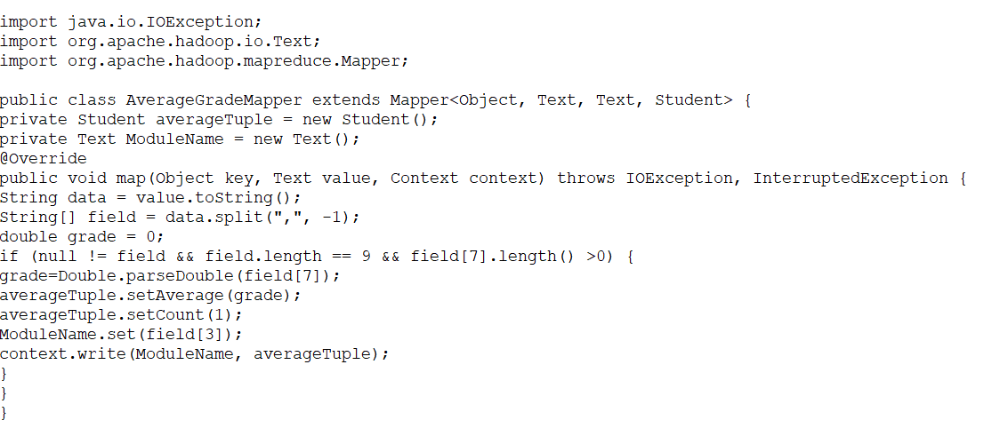 import java.io.IOException;
import org.apache.hadoop.io.Text;
import org.apache.hadoop.mapreduce.Mapper;

public class AverageGradeMapper extends Mapper<Object, Text, Text, Student> {
private Student averageTuple = new Student();
private Text ModuleName = new Text();
@Override
public void map(Object key, Text value, Context context) throws IOException, InterruptedException {
String data = value.toString();
String[] field = data.split(",", -1);
double grade = 0;
if (null != field && field.length == 9 && field[7].length() >0) {
grade=Double.parseDouble(field[7]);
averageTuple.setAverage(grade);
averageTuple.setCount(1);
ModuleName.set(field[3]);
context.write(ModuleName, averageTuple);
}
}
}